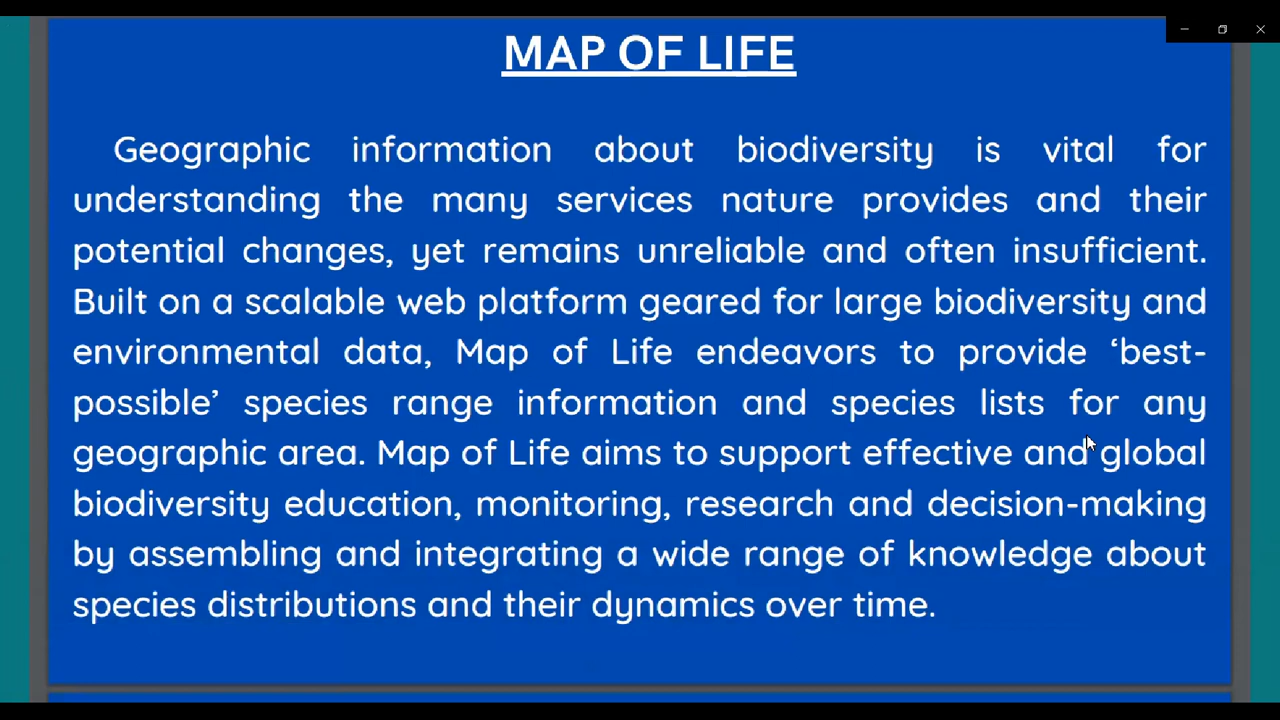 MAP OF LIFE
Geographic information about biodiversity is vital for
understanding the many services nature provides and their
potential changes, yet remains unreliable and often insufficient.
Built on a scalable web platform geared for large biodiversity and
environmental data, Map of Life endeavors to provide ‘best-
possible’ species range information and species lists for any
geographic area. Map of Life aims to support effective and global
biodiversity education, monitoring, research and decision-making
by assembling and integrating a wide range of knowledge about
species distributions and their dynamics over time.